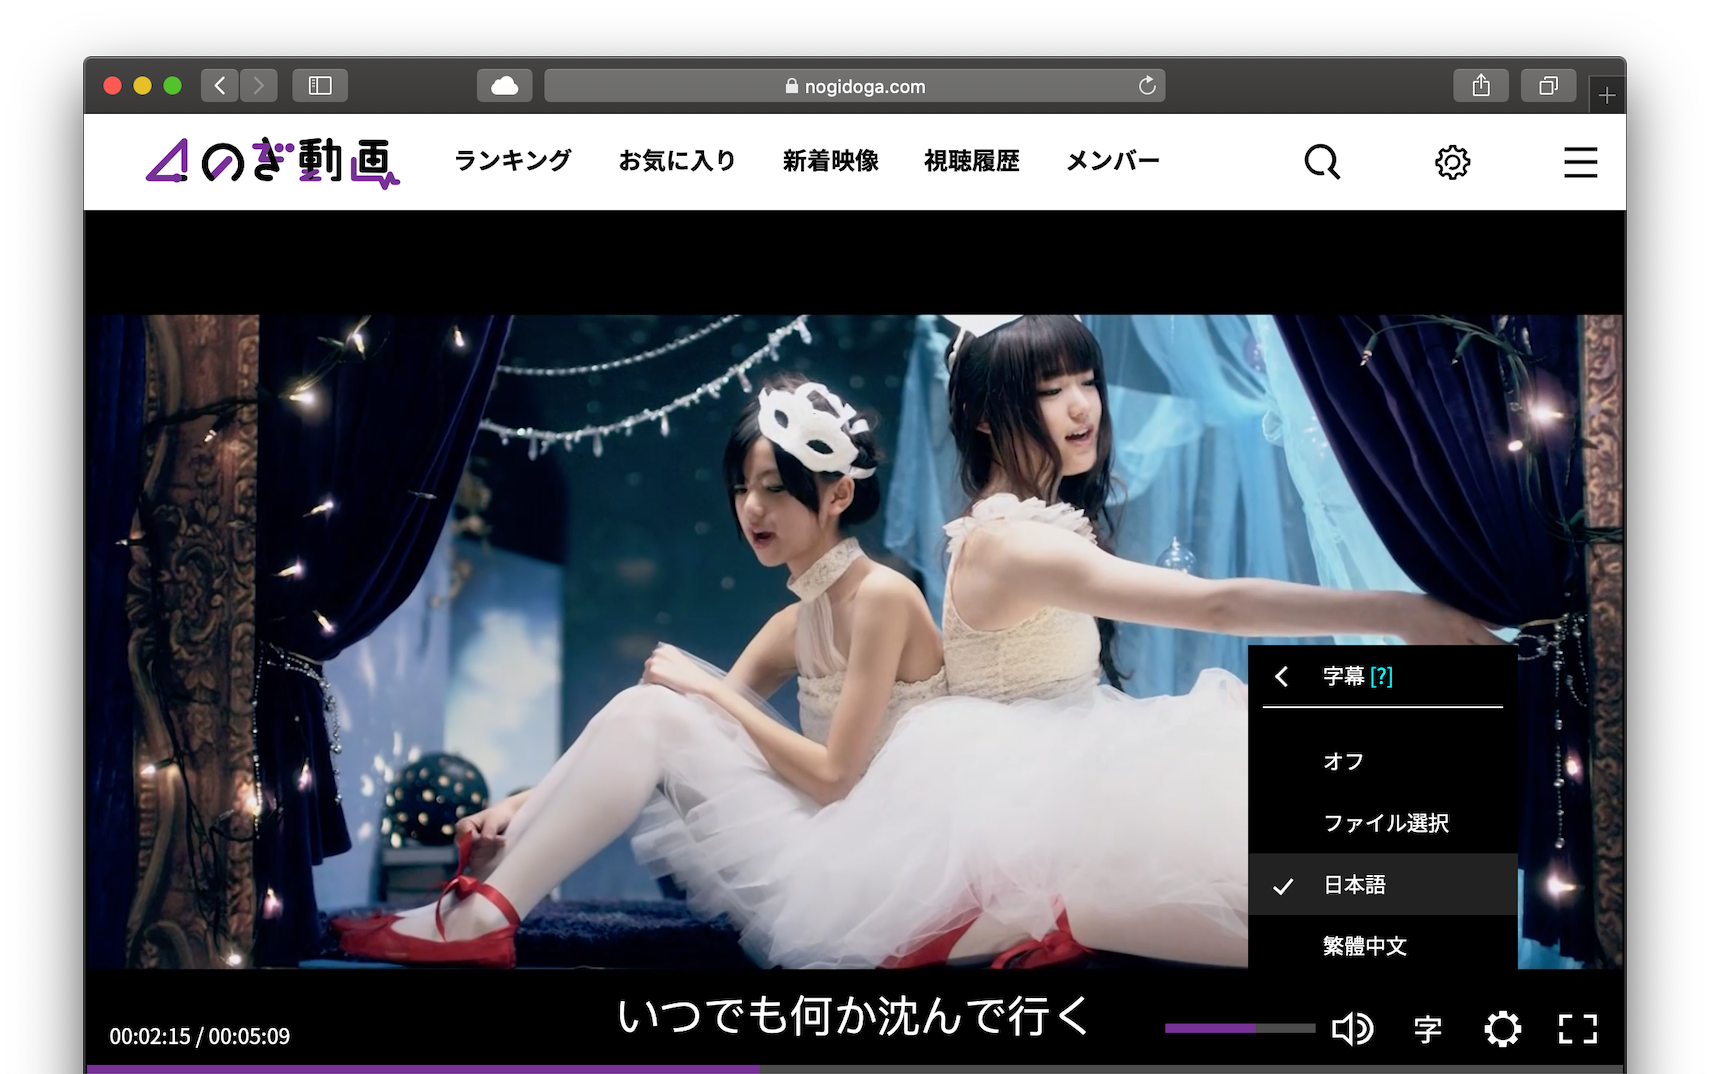 nogidoga.com
のぎ動画
ランキング
お気に入り
新着映像
視聴履歴
メンバー
字幕 [?]
オフ
ファイル選択
日本語
繁體中文
いつでも何か沈んで行く
00:02:15 / 00:05:09
字